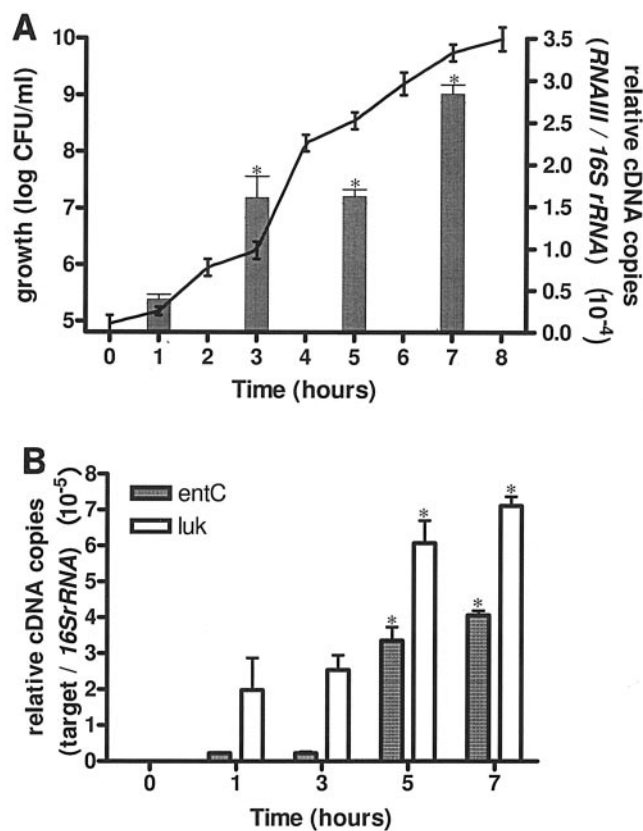 A
growth (log CFU/ml)
10
9
8
7
6
5
* * *
3.5
3.0
2.5
2.0
1.5
1.0
0.5
0.0
relative cDNA copies
(RNAIII / 16S rRNA) (10-4)
0 1 2 3 4 5 6 7 8
Time (hours)
B
relative cDNA copies
(target / 16SrRNA) (10-5)
8
7
6
5
4
3
2
1
0
entC
luk
* * * *
0 1 3 5 7
Time (hours)